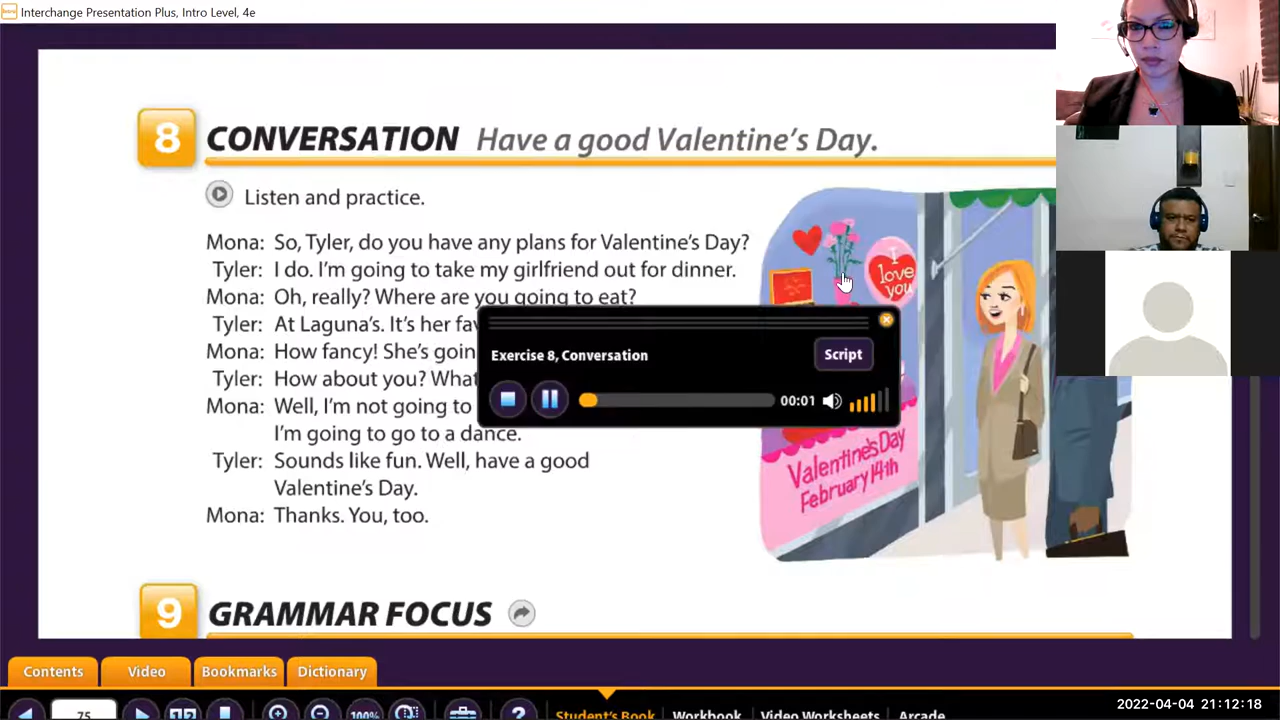 Interchange Presentation Plus, Intro Level, 4e
8 CONVERSATION Have a good Valentine's Day.
Listen and practice.
Mona: So, Tyler, do you have any plans for Valentine's Day?
Tyler: I do. I'm going to take my girlfriend out for dinner.
Mona: Oh, really? Where are you going to eat?
Tyler: At Laguna's. It's her
Mona: How fancy! She's
Tyler: How about you?
Mona: Well, I'm not going to
I'm going to go to a dance.
Tyler: Sounds like fun. Well, have a good
Valentine's Day.
Mona: Thanks. You, too.
I
love
you
Exercise 8, Conversation
Script
00:01
Valentine's Day
February 14th
9 GRAMMAR FOCUS
Contents Video Bookmarks Dictionary
75 100% ? Student's Book Workbook Video Worksheets Arcade
2022-04-04 21:12:18